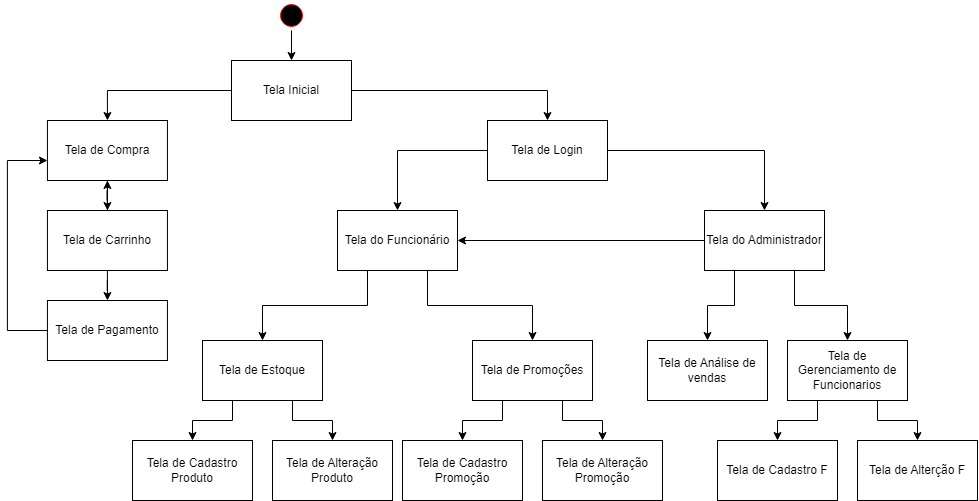 Tela Inicial
Tela de Compra
Tela de Login
Tela de Carrinho
Tela do Funcionário
Tela do Administrador
Tela de Pagamento
Tela de Estoque
Tela de Promoções
Tela de Análise de
vendas
Tela de
Gerenciamento de
Funcionarios
Tela de Cadastro
Produto
Tela de Alteração
Produto
Tela de Cadastro
Promoção
Tela de Alteração
Promoção
Tela de Cadastro F
Tela de Alterção F